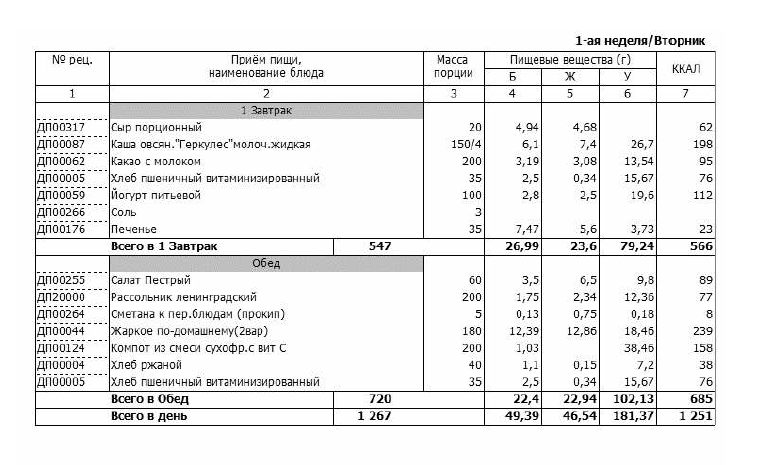 1-ая неделя/Вторник
№ рец. Приём пищи, наименование блюда Масса порции Пищевые вещества (г) ККАЛ
Б Ж У
1 2 3 4 5 6 7
1 Завтрак
ДП00317 Сыр порционный 20 4,94 4,68 62
ДП00087 Каша овсян."Геркулес"молоч.жидкая 150/4 6,1 7,4 26,7 198
ДП00062 Какао с молоком 200 3,19 3,08 13,54 95
ДП00005 Хлеб пшеничный витаминизированный 35 2,5 0,34 15,67 76
ДП00059 Йогурт питьевой 100 2,8 2,5 19,6 112
ДП00266 Соль 3
ДП00176 Печенье 35 7,47 5,6 3,73 23
Всего в 1 Завтрак 547 26,99 23,6 79,24 566
Обед
ДП00255 Салат Пестрый 60 3,5 6,5 9,8 89
ДП20000 Рассольник ленинградский 200 1,75 2,34 12,36 77
ДП00264 Сметана к пер.блюдам (прокип) 5 0,13 0,75 0,18 8
ДП00044 Жаркое по-домашнему(2вар) 180 12,39 12,86 18,46 239
ДП00124 Компот из смеси сухофр.с вит С 200 1,03 38,46 158
ДП00004 Хлеб ржаной 40 1,1 0,15 7,2 38
ДП00005 Хлеб пшеничный витаминизированный 35 2,5 0,34 15,67 76
Всего в Обед 720 22,4 22,94 102,13 685
Всего в день 1 267 49,39 46,54 181,37 1 251